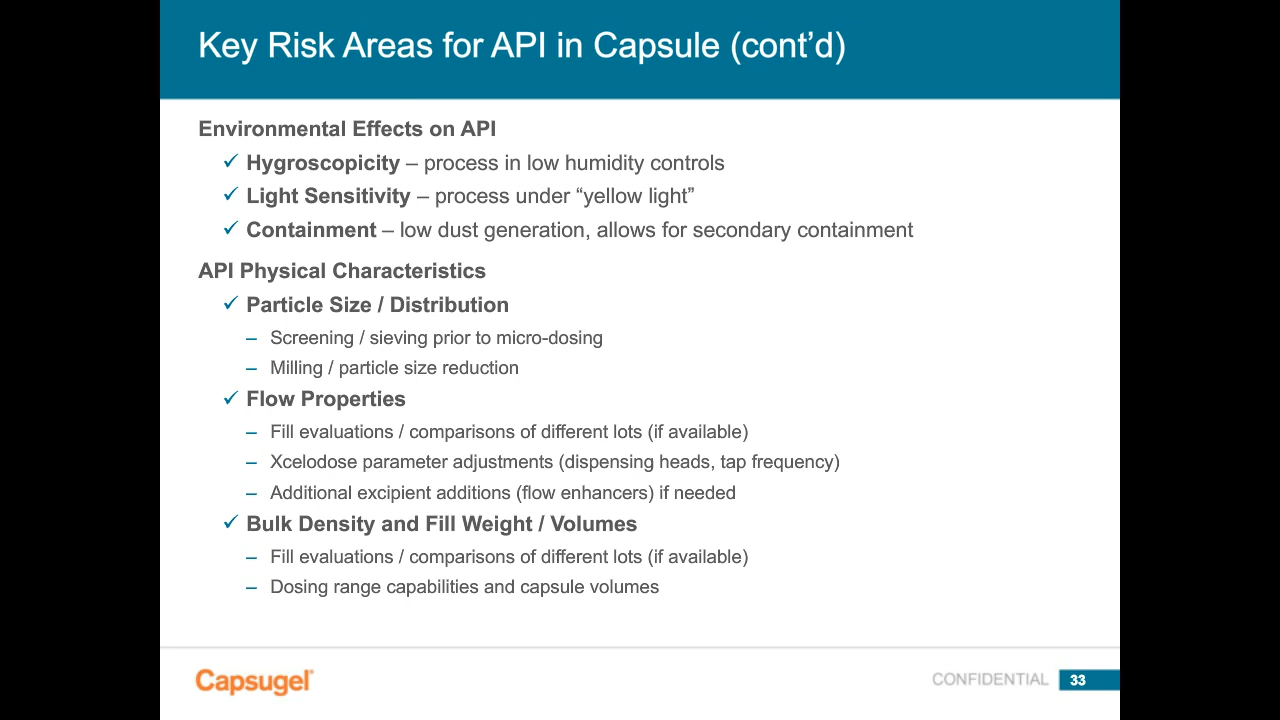 Key Risk Areas for API in Capsule (cont’d)
Environmental Effects on API
✓ Hygroscopicity – process in low humidity controls
✓ Light Sensitivity – process under “yellow light”
✓ Containment – low dust generation, allows for secondary containment
API Physical Characteristics
✓ Particle Size / Distribution
– Screening / sieving prior to micro-dosing
– Milling / particle size reduction
✓ Flow Properties
– Fill evaluations / comparisons of different lots (if available)
– Xcelodose parameter adjustments (dispensing heads, tap frequency)
– Additional excipient additions (flow enhancers) if needed
✓ Bulk Density and Fill Weight / Volumes
– Fill evaluations / comparisons of different lots (if available)
– Dosing range capabilities and capsule volumes
Capsugel®
CONFIDENTIAL 33